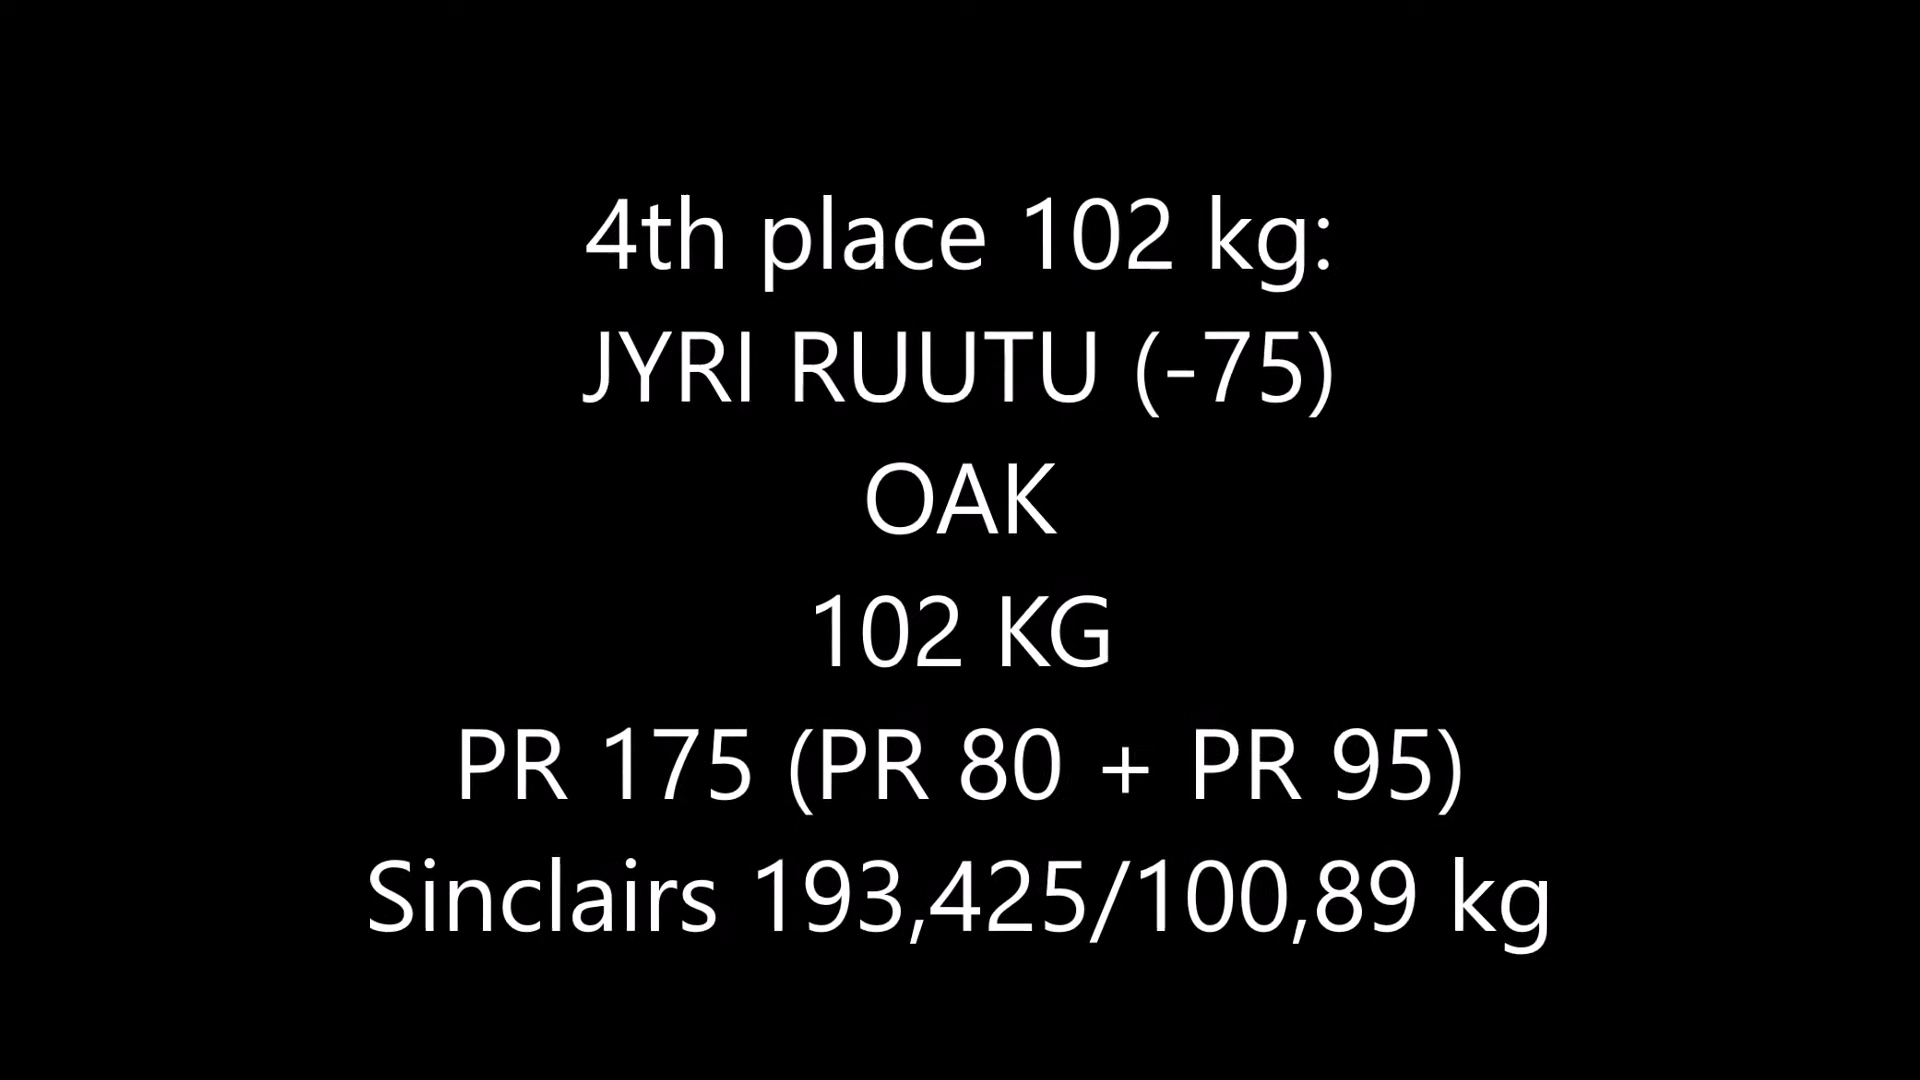 4th place 102 kg:
JYRI RUUTU (-75)
OAK
102 KG
PR 175 (PR 80 + PR 95)
Sinclairs 193,425/100,89 kg